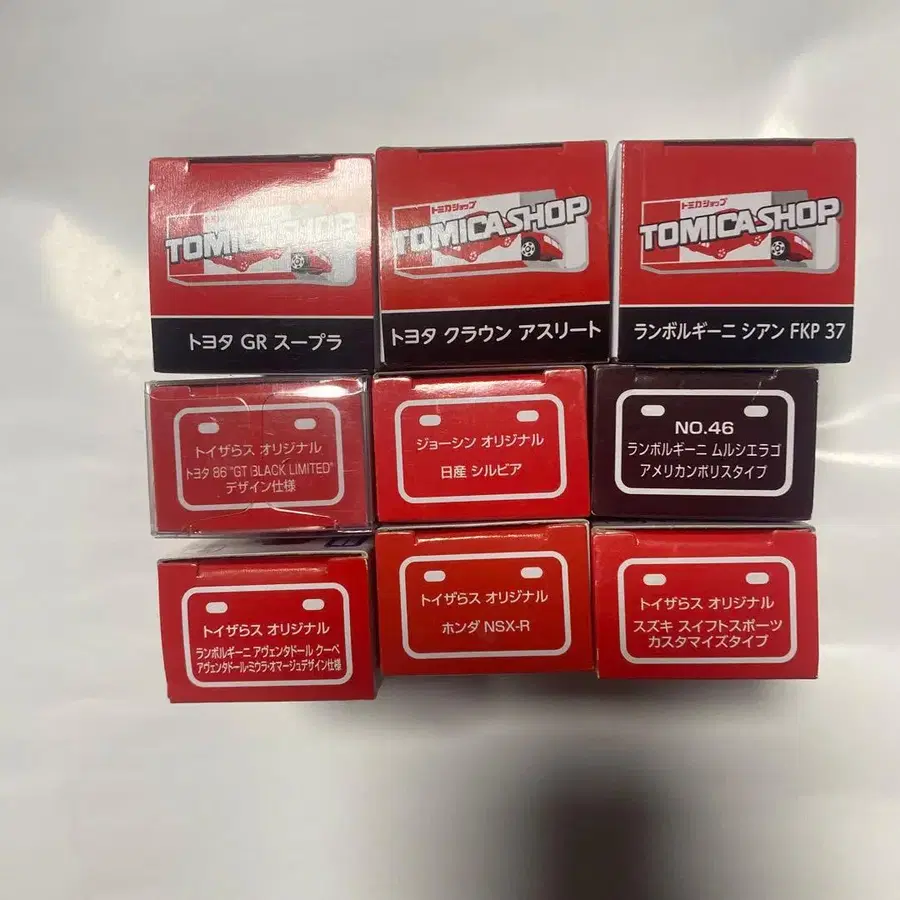 トミカショップ
TOMICASHOP
トヨタ GR スープラ
トミカショップ
TOMICASHOP
トヨタ クラウン アスリート
トミカショップ
TOMICASHOP
ランボルギーニ シアン FKP 37
トイザらス オリジナル
トヨタ 86 "GT BLACK LIMITED"
デザイン仕様
ジョーシン オリジナル
日産 シルビア
NO.46
ランボルギーニ ムルシエラゴ
アメリカンポリスタイプ
トイザらス オリジナル
ランボルギーニ アヴェンタドール クーペ
アヴェンタドール・ミウラ・オマージュデザイン仕様
トイザらス オリジナル
ホンダ NSX-R
トイザらス オリジナル
スズキ スイフトスポーツ
カスタマイズタイプ